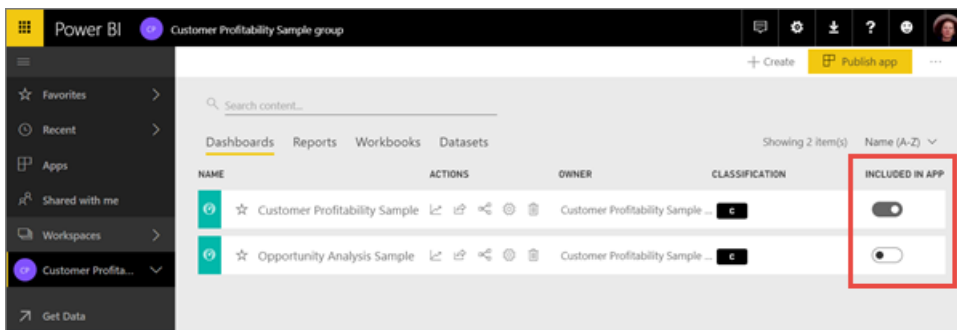 Power BI CP Customer Profitability Sample group ?
+ Create Publish app ...
Favorites
Recent
Apps
Shared with me
Workspaces
CP Customer Profita...
Get Data
Search content...
Dashboards Reports Workbooks Datasets Showing 2 item(s) Name (A-Z)
NAME ACTIONS OWNER CLASSIFICATION INCLUDED IN APP
Customer Profitability Sample Customer Profitability Sample ... C
Opportunity Analysis Sample Customer Profitability Sample ... C